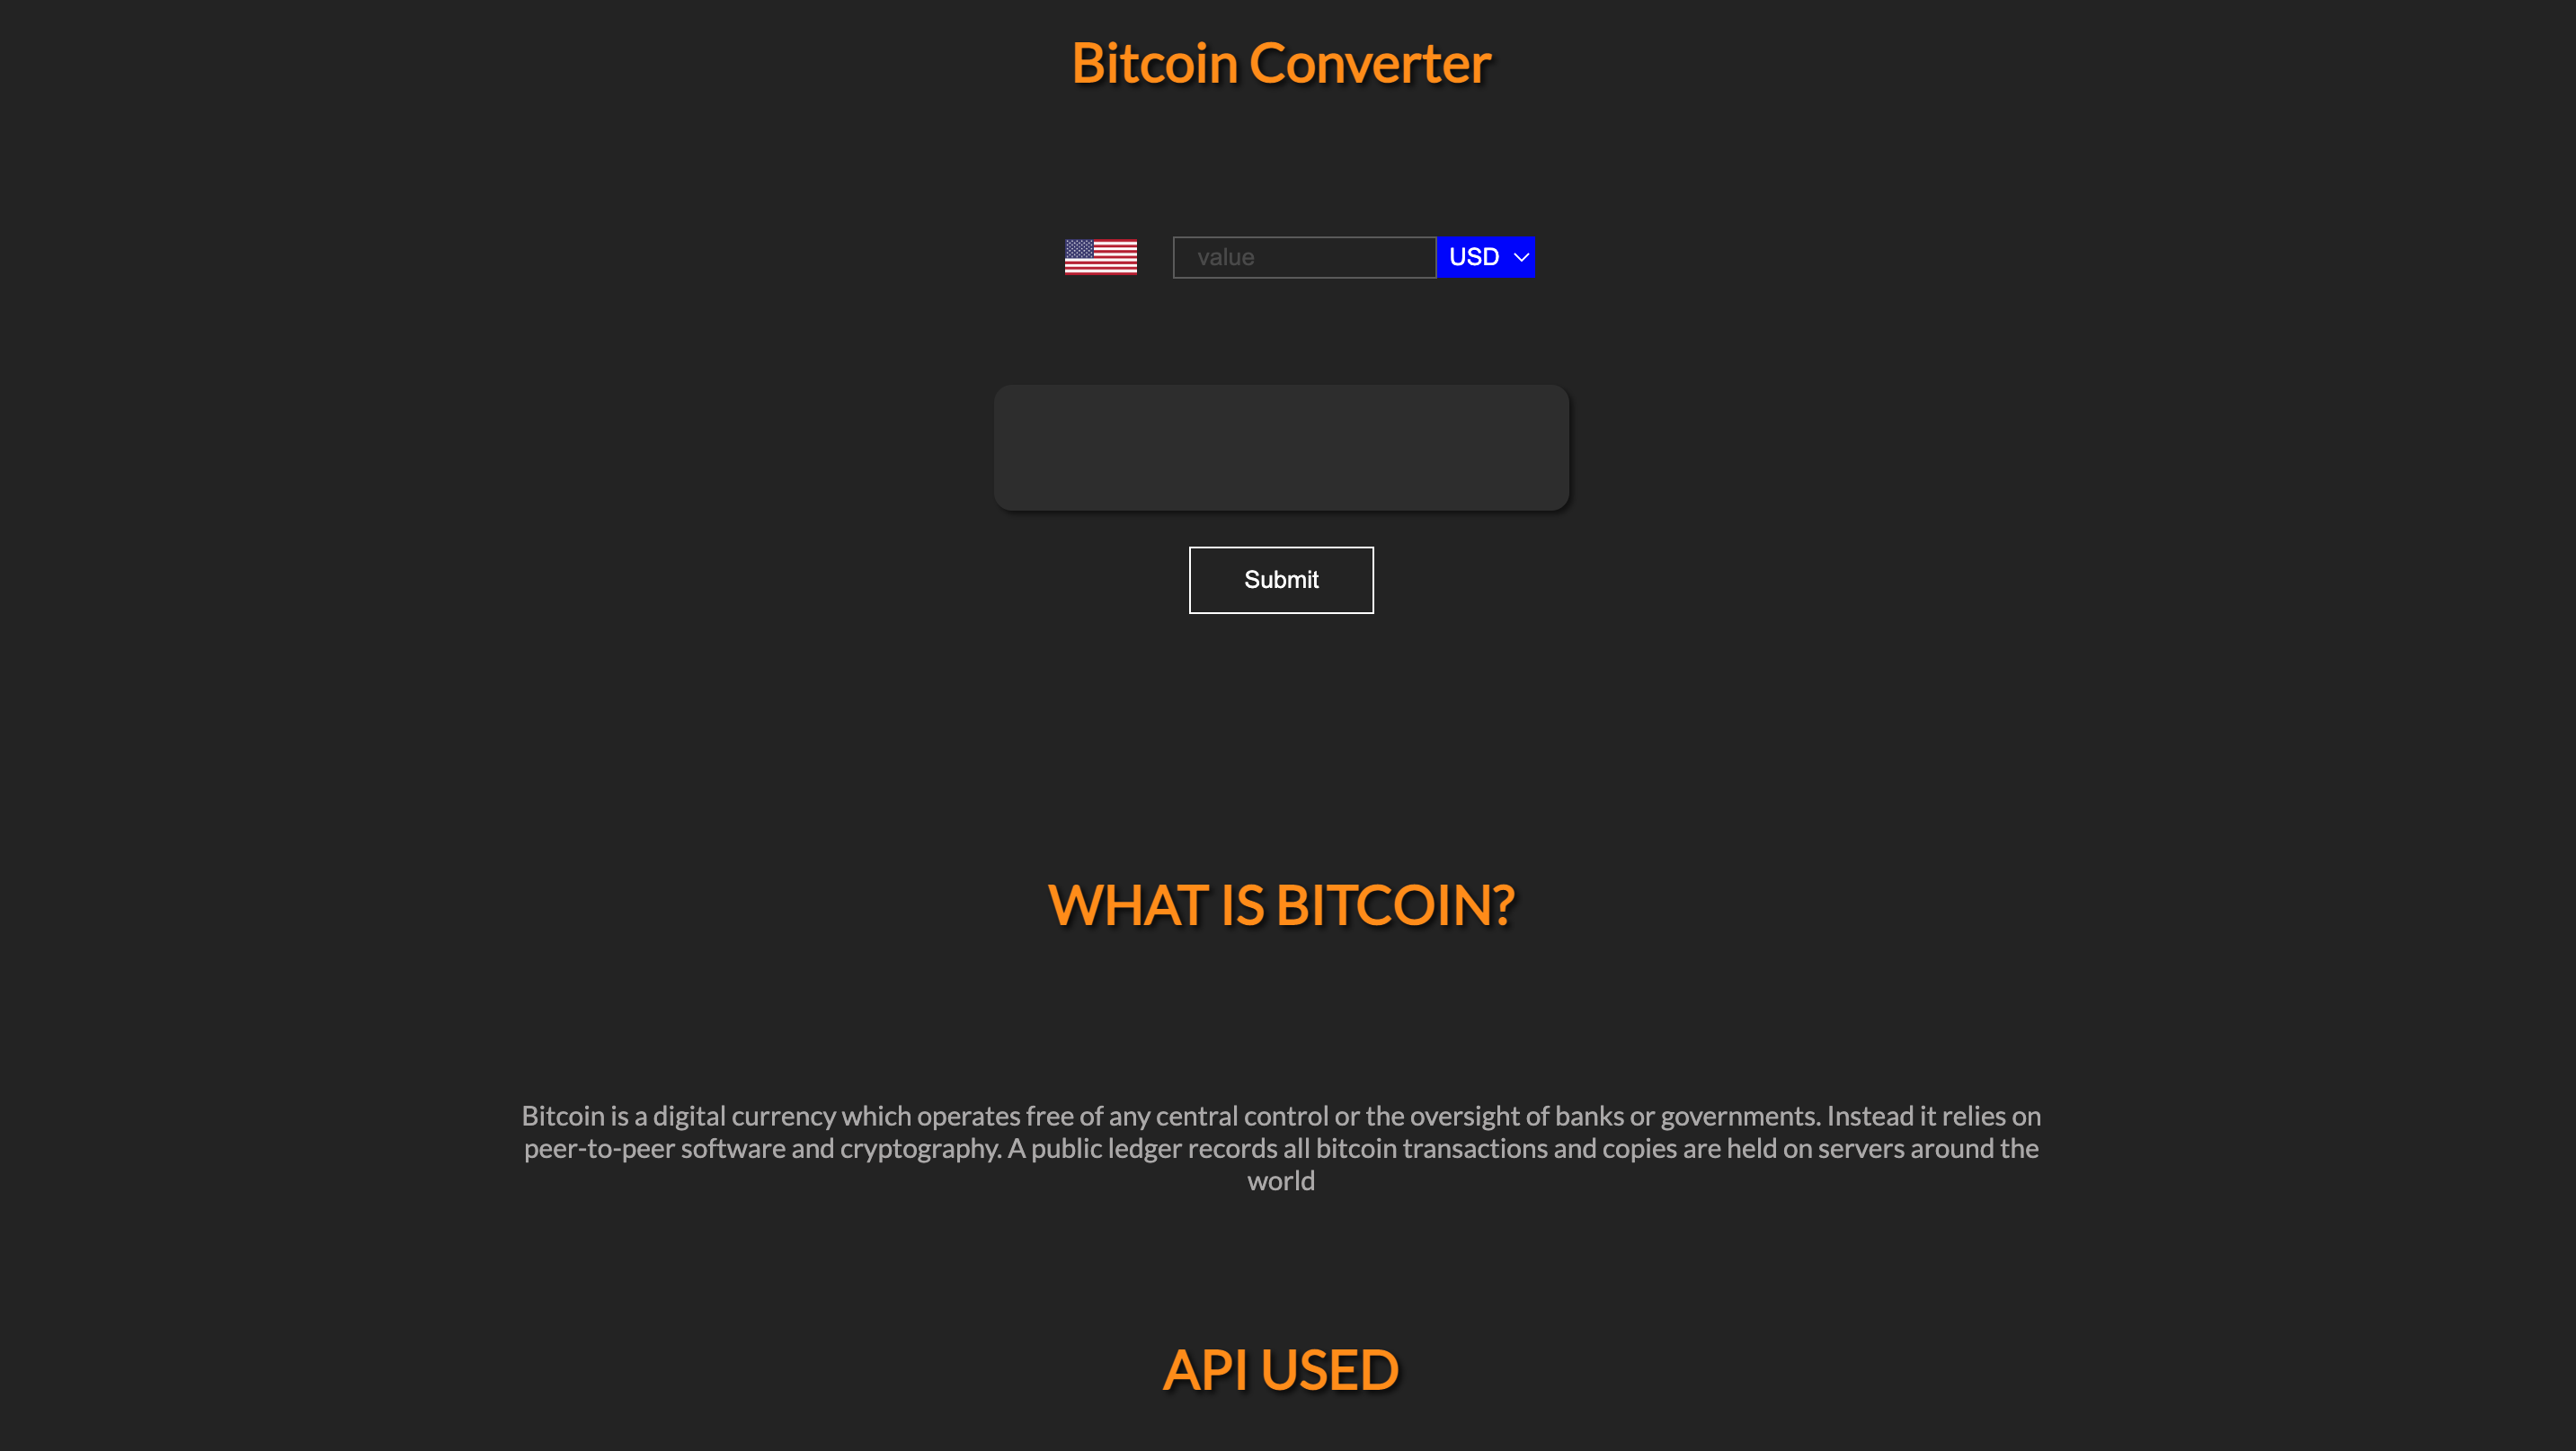 Bitcoin Converter
value
USD
Submit
WHAT IS BITCOIN?
Bitcoin is a digital currency which operates free of any central control or the oversight of banks or governments. Instead it relies on
peer-to-peer software and cryptography. A public ledger records all bitcoin transactions and copies are held on servers around the
world
API USED